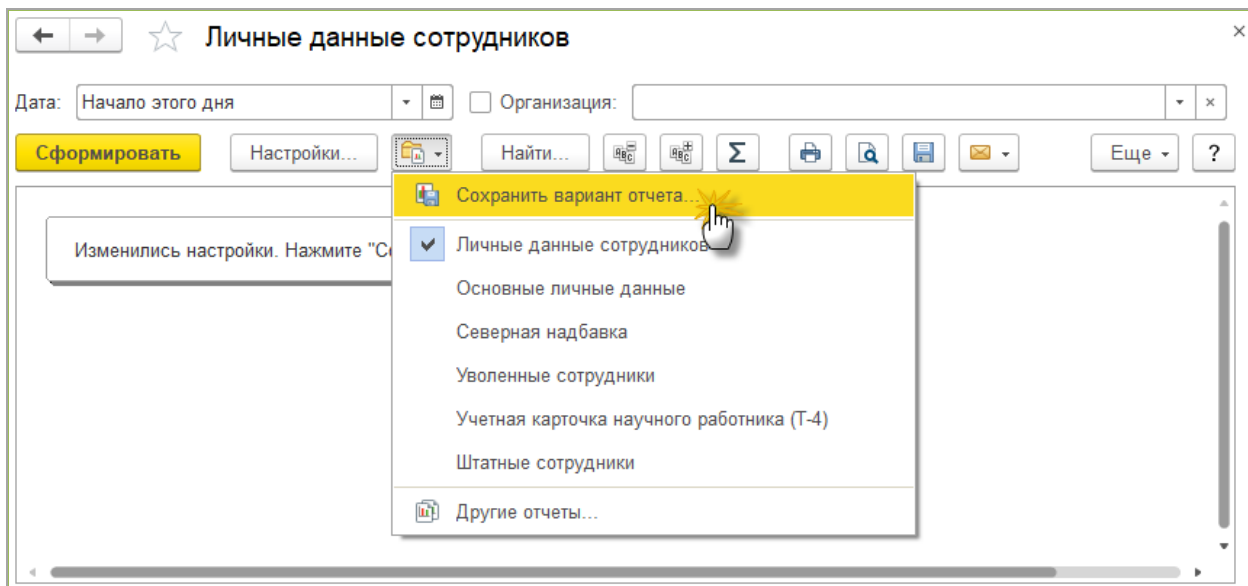 Личные данные сотрудников
Дата: Начало этого дня Организация:
Сформировать Настройки... Найти... Еще ?
Сохранить вариант отчета...
Изменились настройки. Нажмите "С
Личные данные сотрудников
Основные личные данные
Северная надбавка
Уволенные сотрудники
Учетная карточка научного работника (Т-4)
Штатные сотрудники
Другие отчеты...